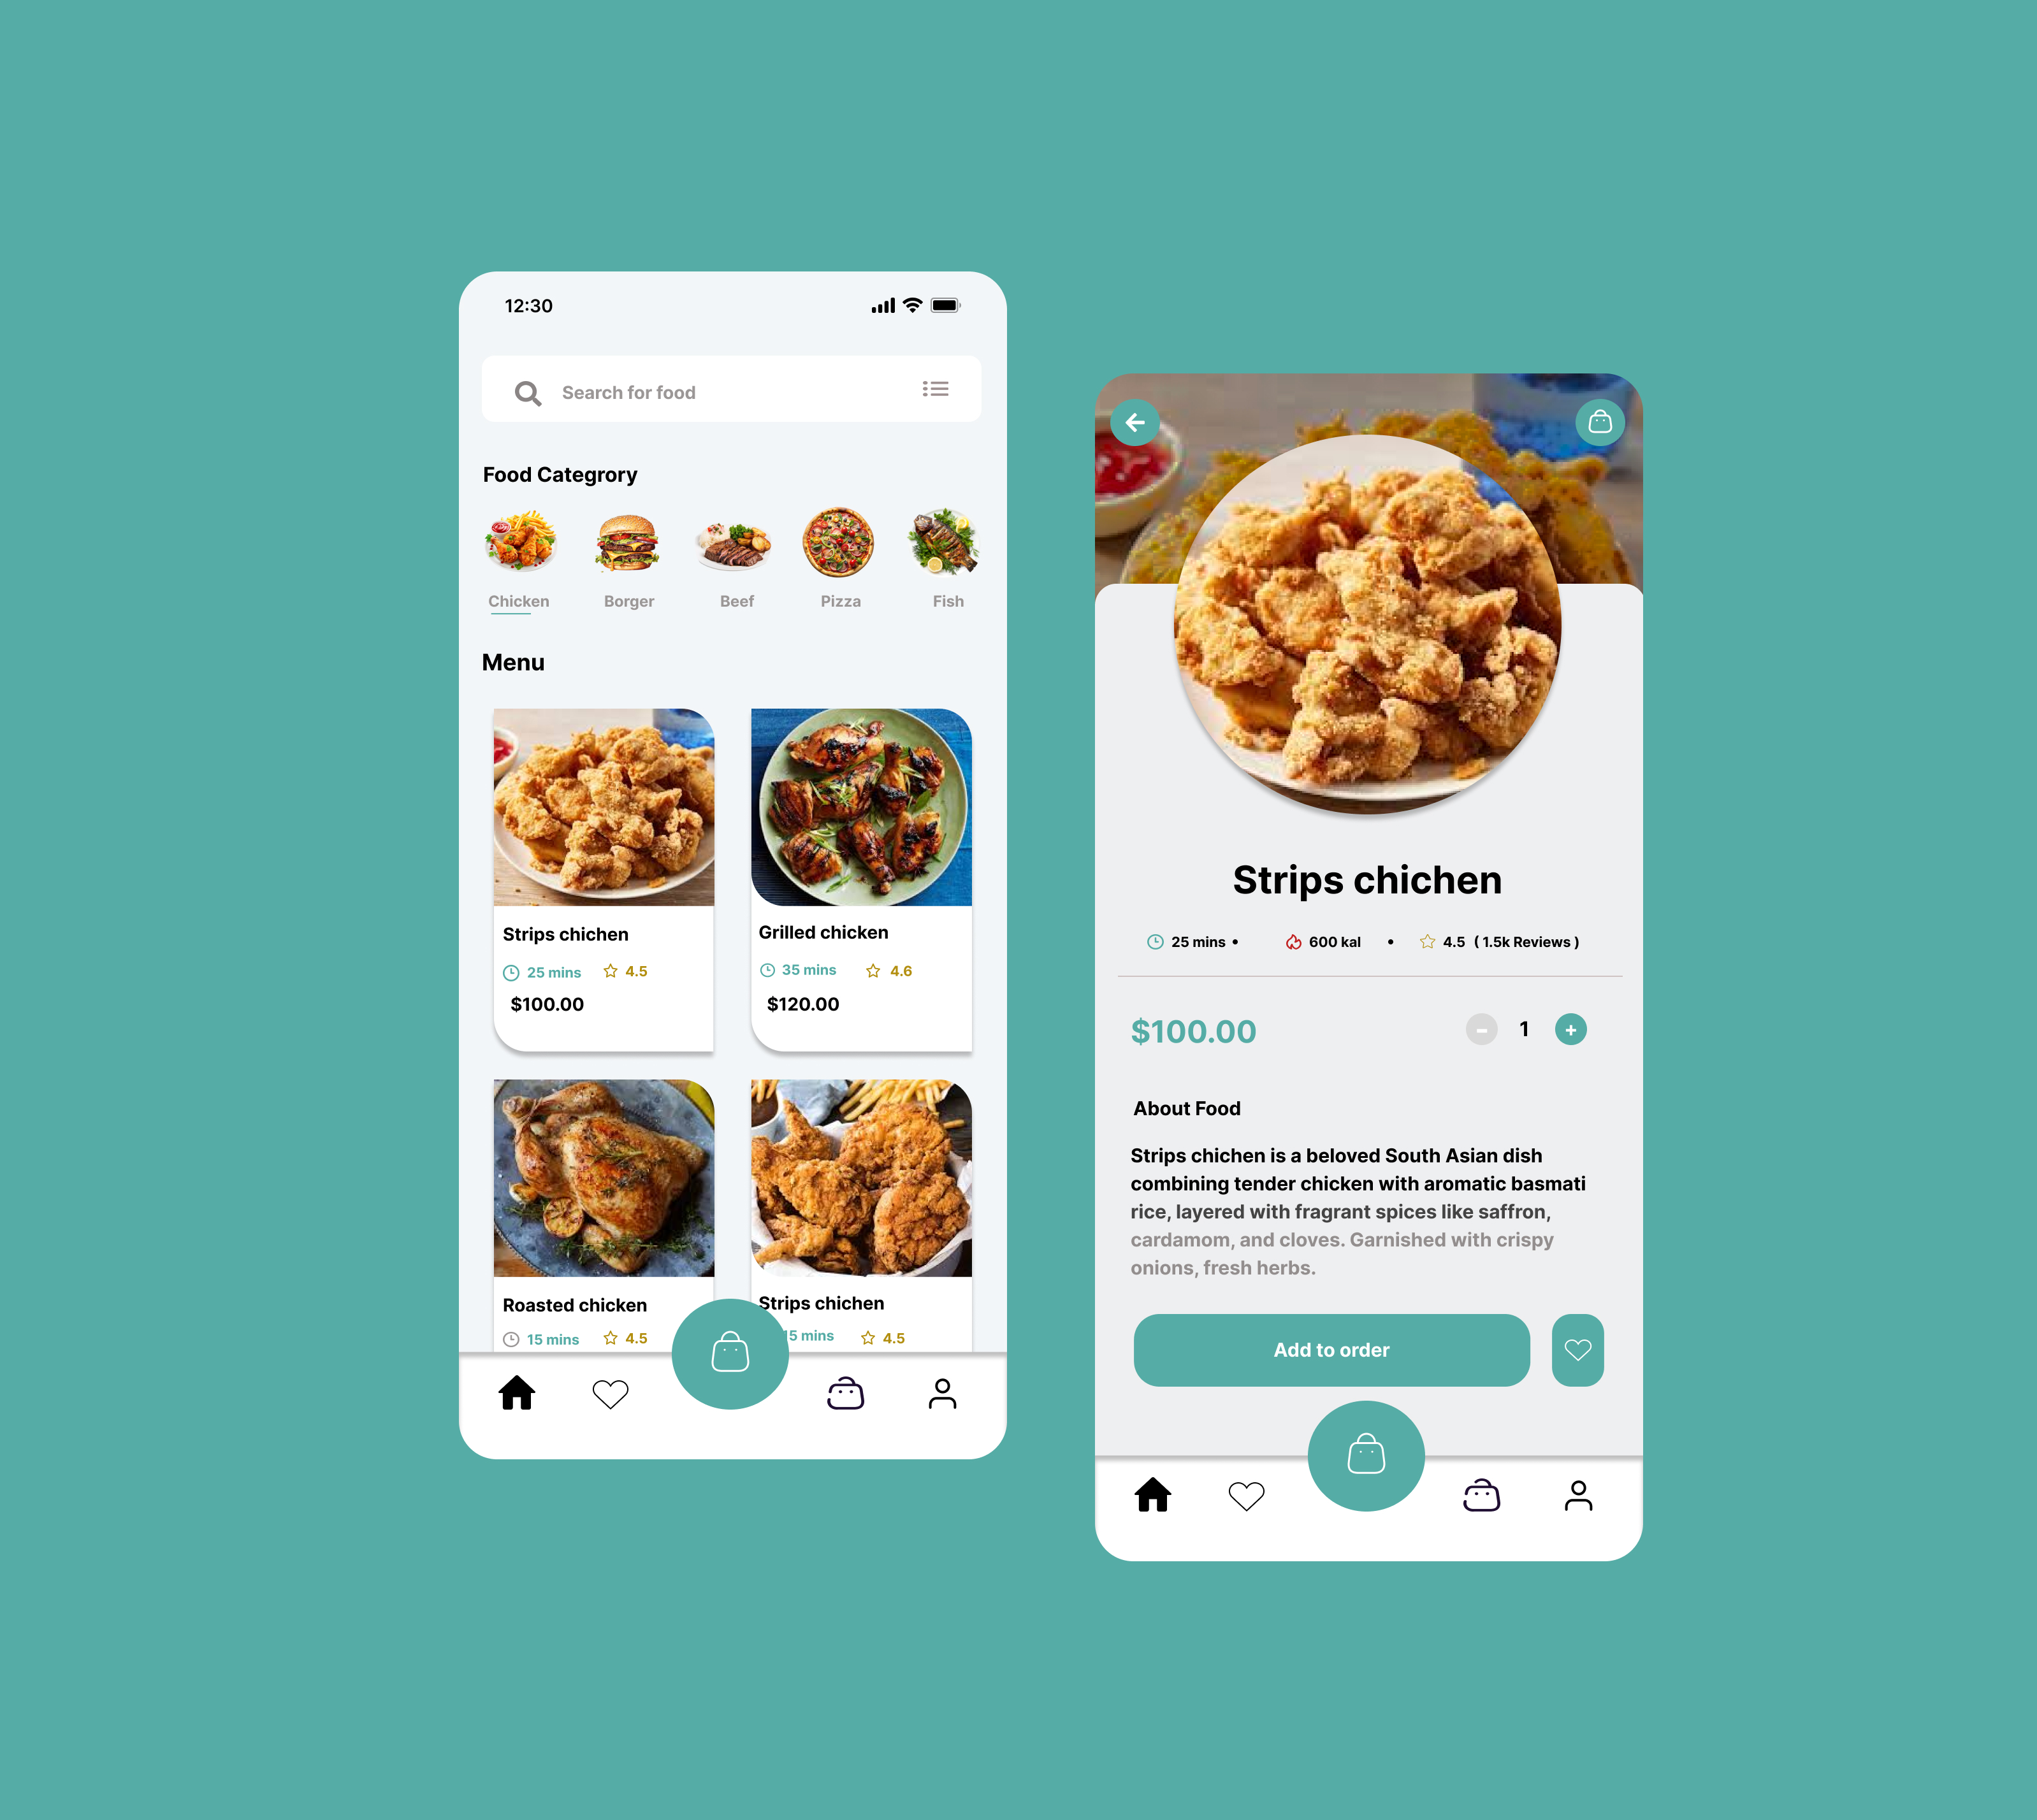 12:30
Search for food
Food Categrory
Chicken
Borger
Beef
Pizza
Fish
Menu
Strips chichen
25 mins
4.5
$100.00
Grilled chicken
35 mins
4.6
$120.00
Roasted chicken
15 mins
4.5
Strips chichen
5 mins
4.5
Strips chichen
25 mins •
600 kal
•
4.5 ( 1.5k Reviews )
$100.00
- 1 +
About Food
Strips chichen is a beloved South Asian dish
combining tender chicken with aromatic basmati
rice, layered with fragrant spices like saffron,
cardamom, and cloves. Garnished with crispy
onions, fresh herbs.
Add to order